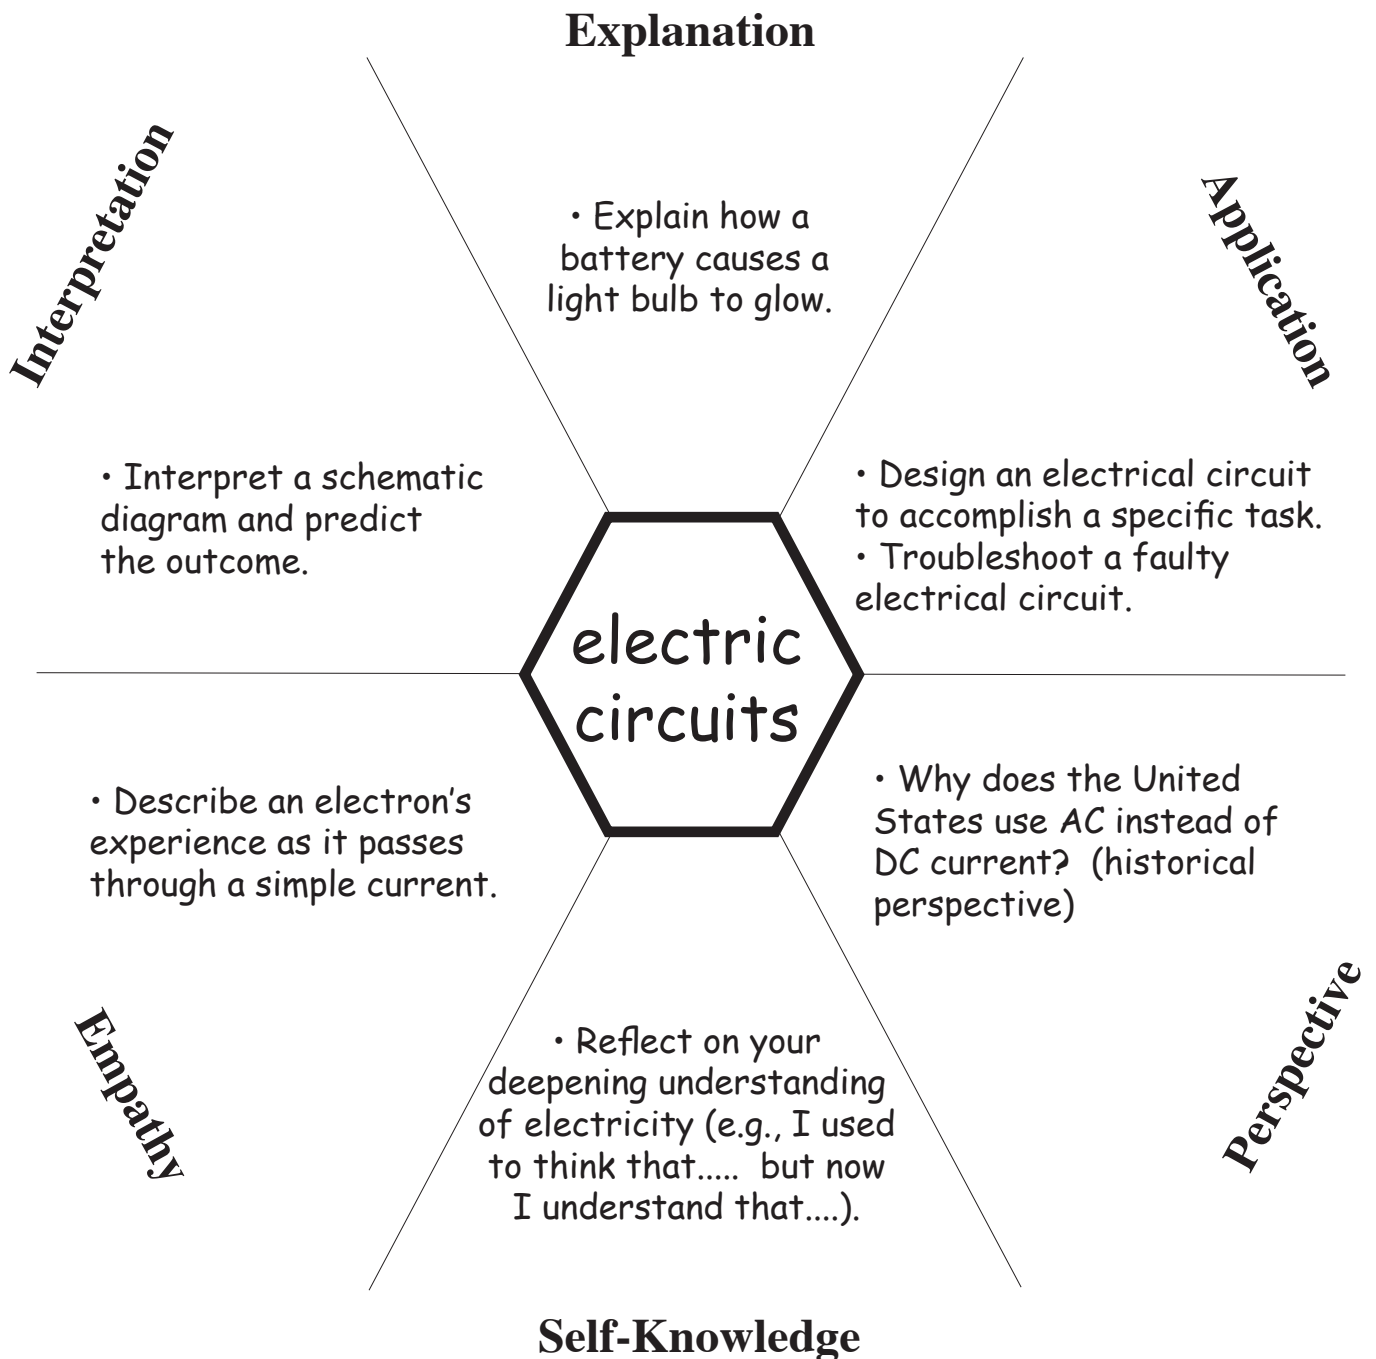 Explanation
• Explain how a
battery causes a
light bulb to glow.
Interpretation
• Interpret a schematic
diagram and predict
the outcome.
Application
• Design an electrical circuit
to accomplish a specific task.
• Troubleshoot a faulty
electrical circuit.
electric
circuits
• Describe an electron's
experience as it passes
through a simple current.
Empathy
• Why does the United
States use AC instead of
DC current?  (historical
perspective)
Perspective
• Reflect on your
deepening understanding
of electricity (e.g., I used
to think that.....  but now
I understand that....).
Self-Knowledge